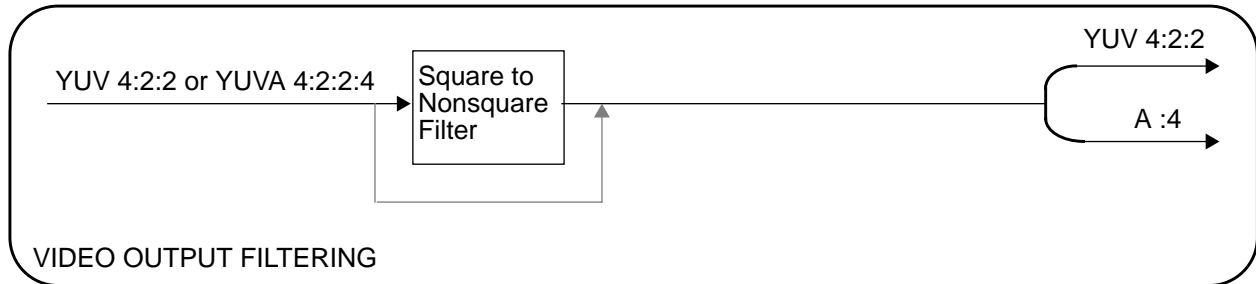 YUV 4:2:2
YUV 4:2:2 or YUVA 4:2:2:4
Square to
Nonsquare
Filter
A :4
VIDEO OUTPUT FILTERING